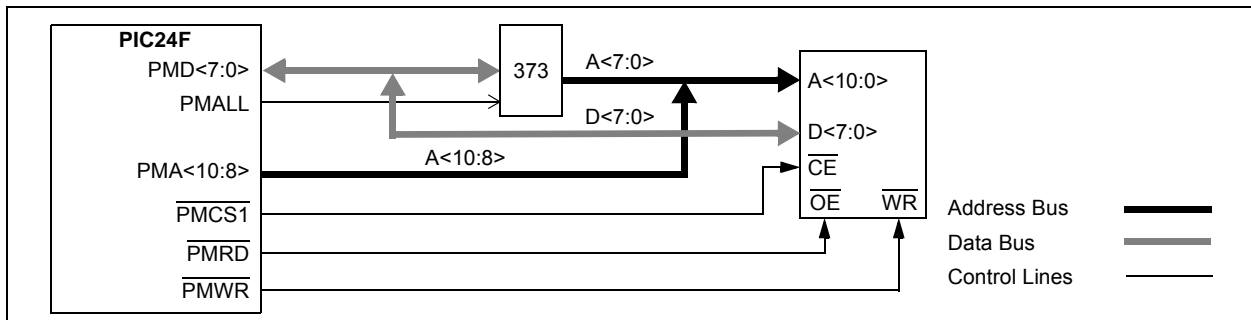 PIC24F
PMD<7:0>
PMALL
PMA<10:8>
PMCS1
PMRD
PMWR
373
A<7:0>
D<7:0>
A<10:8>
A<10:0>
D<7:0>
CE
OE WR
Address Bus
Data Bus
Control Lines